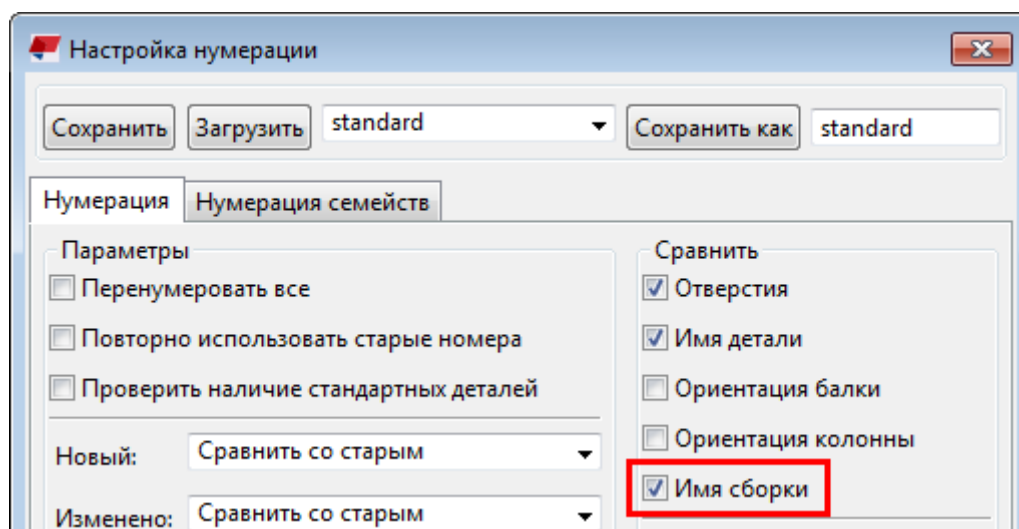 Настройка нумерации
Сохранить Загрузить standard Сохранить как standard
Нумерация Нумерация семейств
Параметры
Перенумеровать все
Повторно использовать старые номера
Проверить наличие стандартных деталей
Новый: Сравнить со старым
Изменено: Сравнить со старым
Сравнить
Отверстия
Имя детали
Ориентация балки
Ориентация колонны
Имя сборки